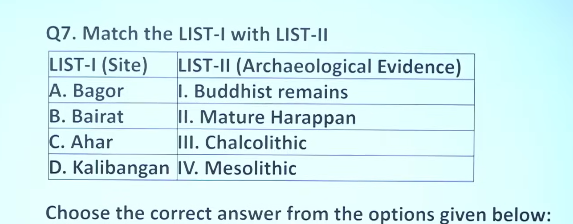 Q7. Match the LIST-I with LIST-II
LIST-I (Site) LIST-II (Archaeological Evidence)
A. Bagor I. Buddhist remains
B. Bairat II. Mature Harappan
C. Ahar III. Chalcolithic
D. Kalibangan IV. Mesolithic
Choose the correct answer from the options given below: